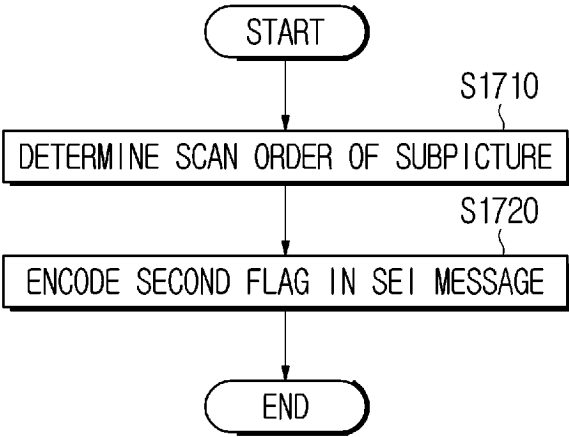 START
S1710
DETERMINE SCAN ORDER OF SUBPICTURE
S1720
ENCODE SECOND FLAG IN SEI MESSAGE
END